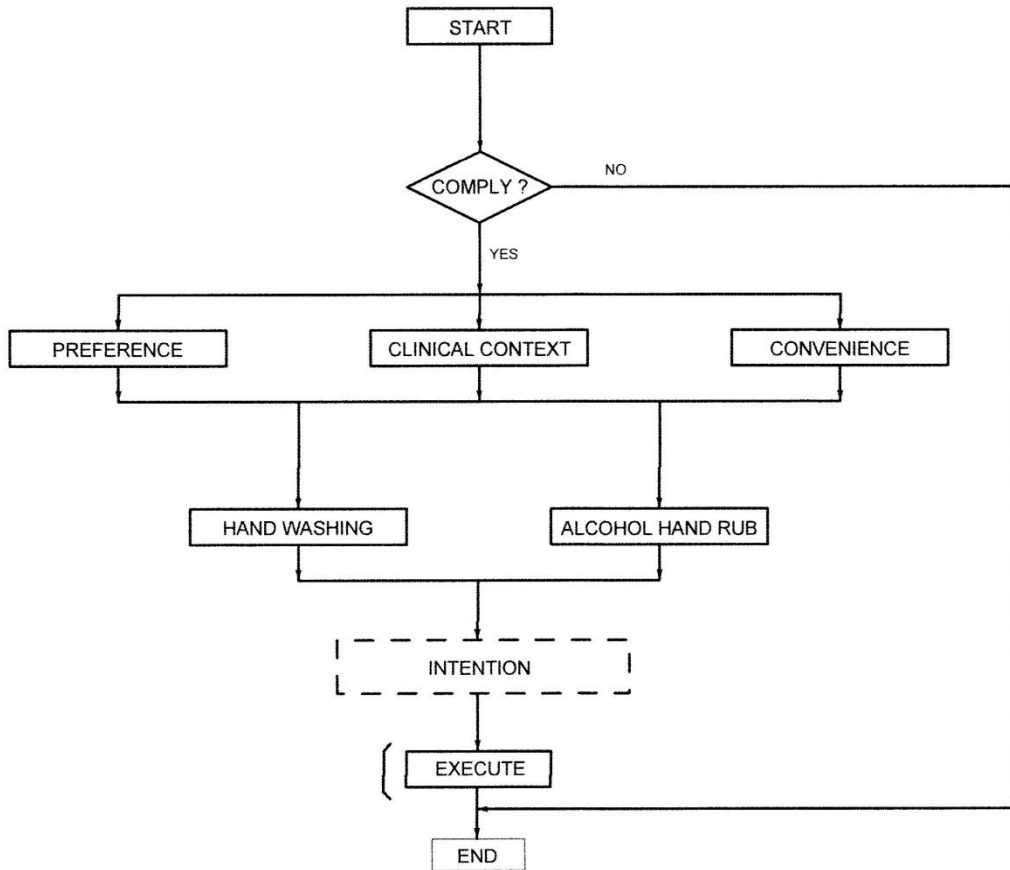 START
COMPLY ?
NO
YES
PREFERENCE
CLINICAL CONTEXT
CONVENIENCE
HAND WASHING
ALCOHOL HAND RUB
INTENTION
EXECUTE
END